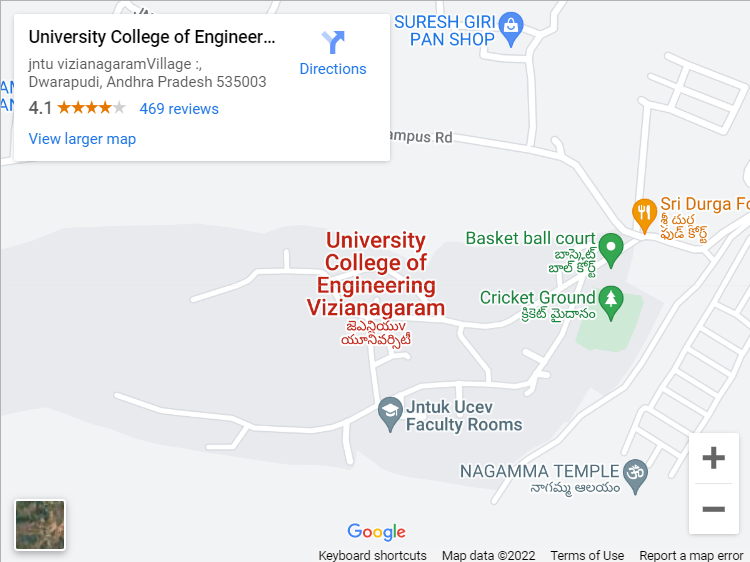 University College of Engineer...
jntu vizianagaramVillage :,
Dwarapudi, Andhra Pradesh 535003
4.1
469 reviews
View larger map
Directions
SURESH GIRI
PAN SHOP
ampus Rd
Sri Durga Fo
శ్రీ దుర్గ
ఫుడ్ కోర్ట్
Basket ball court
బాస్కెట్
బాల్ కోర్ట్
University
College of
Engineering
Vizianagaram
జెఎన్టియుv
యూనివర్సిటీ
Cricket Ground
క్రికెట్ మైదానం
Jntuk Ucev
Faculty Rooms
NAGAMMA TEMPLE
నాగమ్మ ఆలయం
Google
Keyboard shortcuts
Map data ©2022
Terms of Use
Report a map error